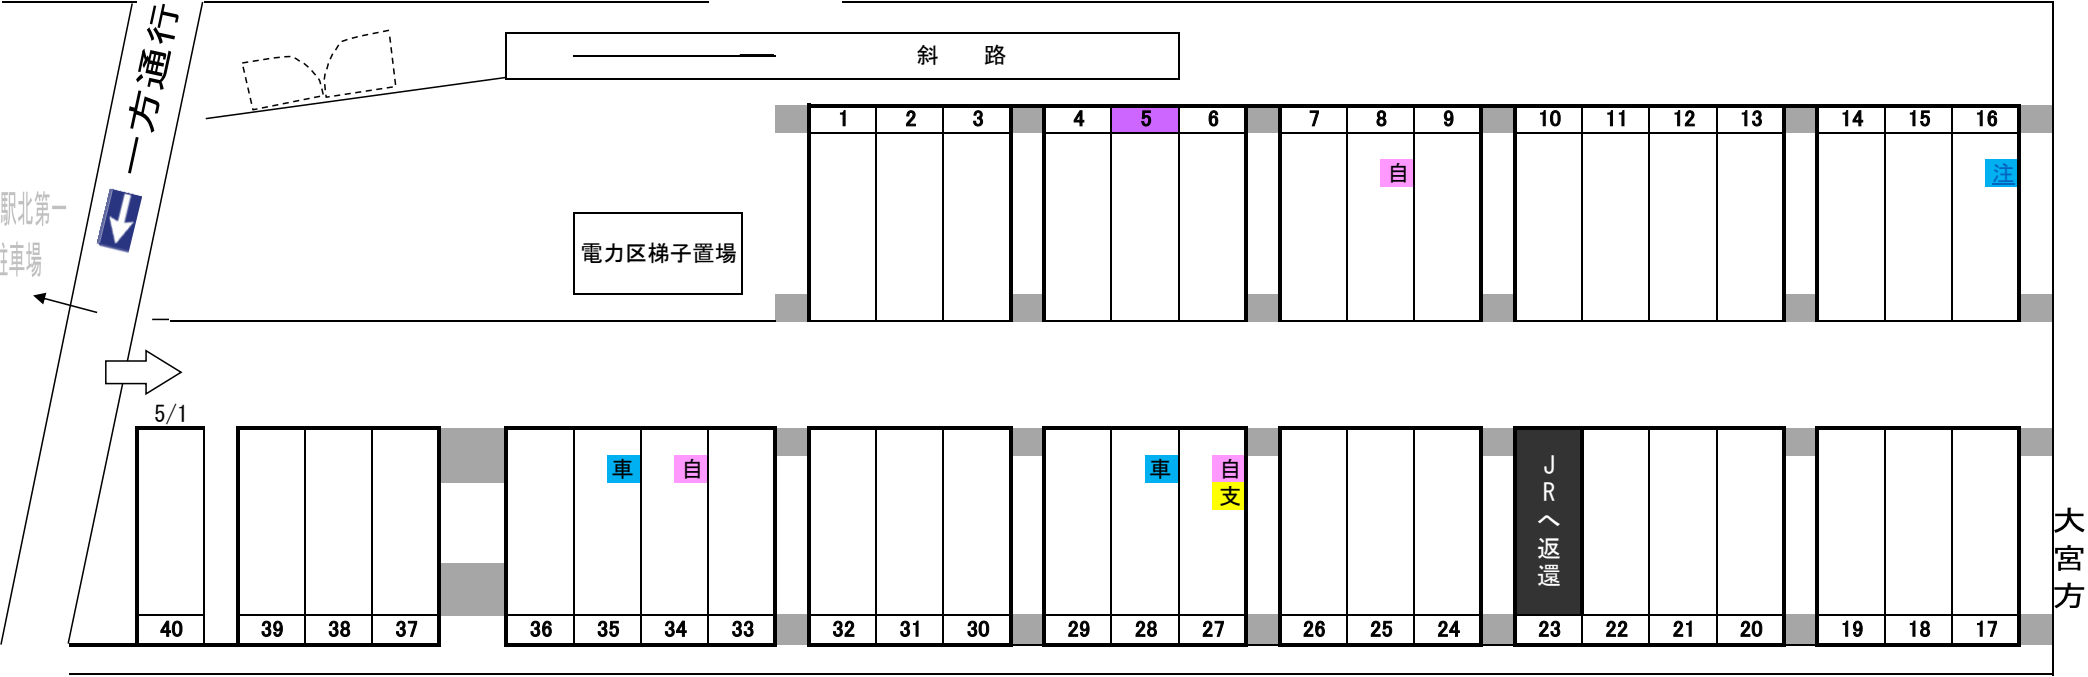 一方通行
斜　　路
1 2 3 4 5 6 7 8 9 10 11 12 13 14 15 16
自 注
駅北第一
電力区梯子置場
車場
5/1
車 自 車 自
支
JRへ返還
大宮方
40 39 38 37 36 35 34 33 32 31 30 29 28 27 26 25 24 23 22 21 20 19 18 17